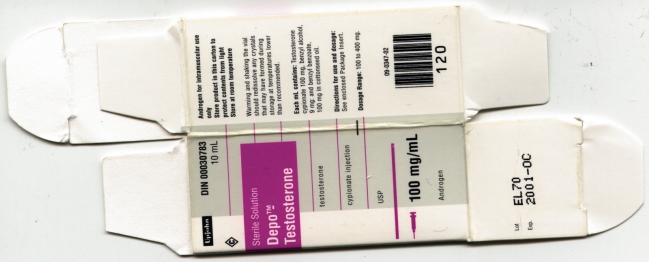 Androgen for intramuscular use
only
Store product in this carton to
protect contents from light
Store at room temperature
Warming and shaking the vial
should redissolve any crystals
that may have formed during
storage at temperatures lower
than recommended.
Each mL contains: Testosterone
cypionate 100 mg, benzyl alcohol,
9 mg; and benzyl benzoate,
100 mg in cottonseed oil.
Directions for use and dosage:
See enclosed Package Insert.
Dosage Range: 100 to 400 mg.
09-0347-02
120
Upjohn
DIN 00030783
10 mL
C
Sterile Solution
Depo™
Testosterone
testosterone
cypionate injection
USP
100 mg/mL
Androgen
Lot EL70
Exp. 2001-OC